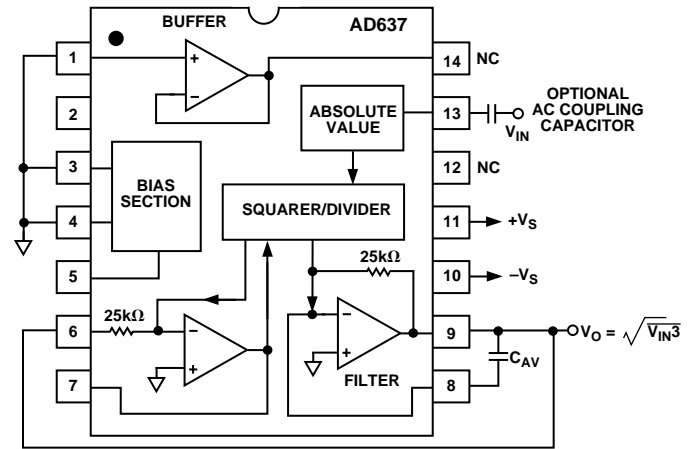 BUFFER
AD637
1
14
NC
ABSOLUTE
VALUE
2
13
OPTIONAL
AC COUPLING
CAPACITOR
V_IN
3
12
NC
BIAS
SECTION
SQUARER/DIVIDER
4
11
+V_S
25kΩ
5
10
–V_S
25kΩ
6
–
+
9
V_O = √V_IN3
C_AV
7
–
+
FILTER
8
+
–